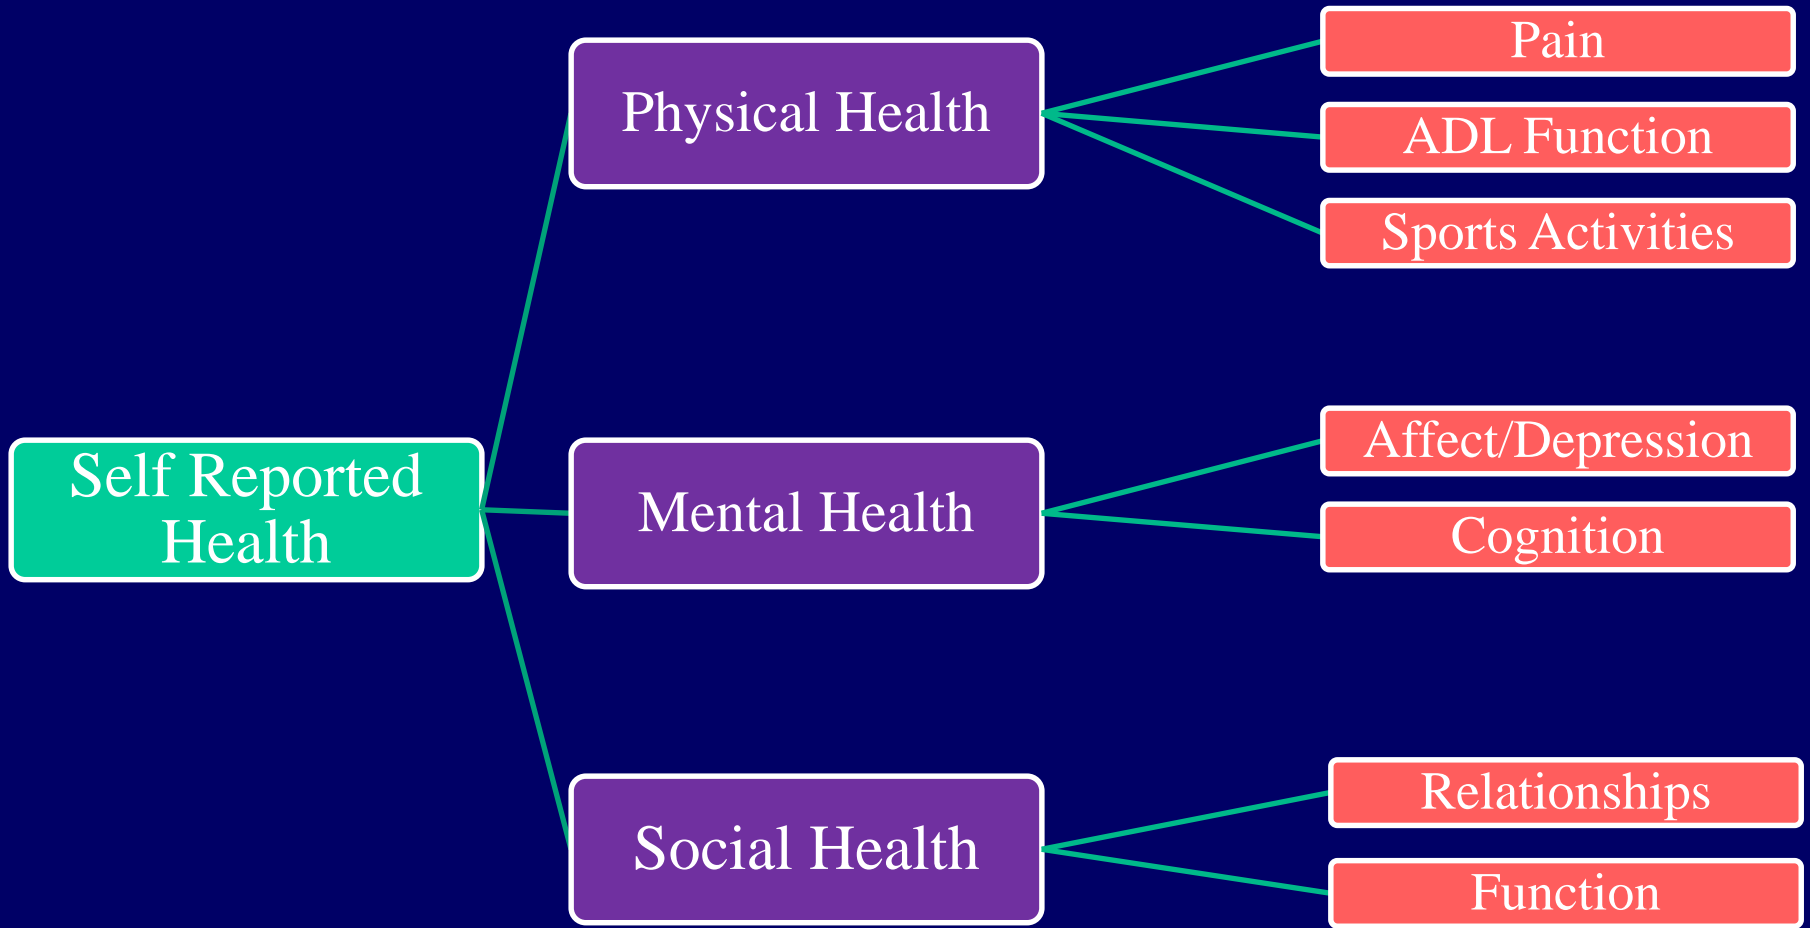 Self Reported
Health
Physical Health
Pain
ADL Function
Sports Activities
Mental Health
Affect/Depression
Cognition
Social Health
Relationships
Function